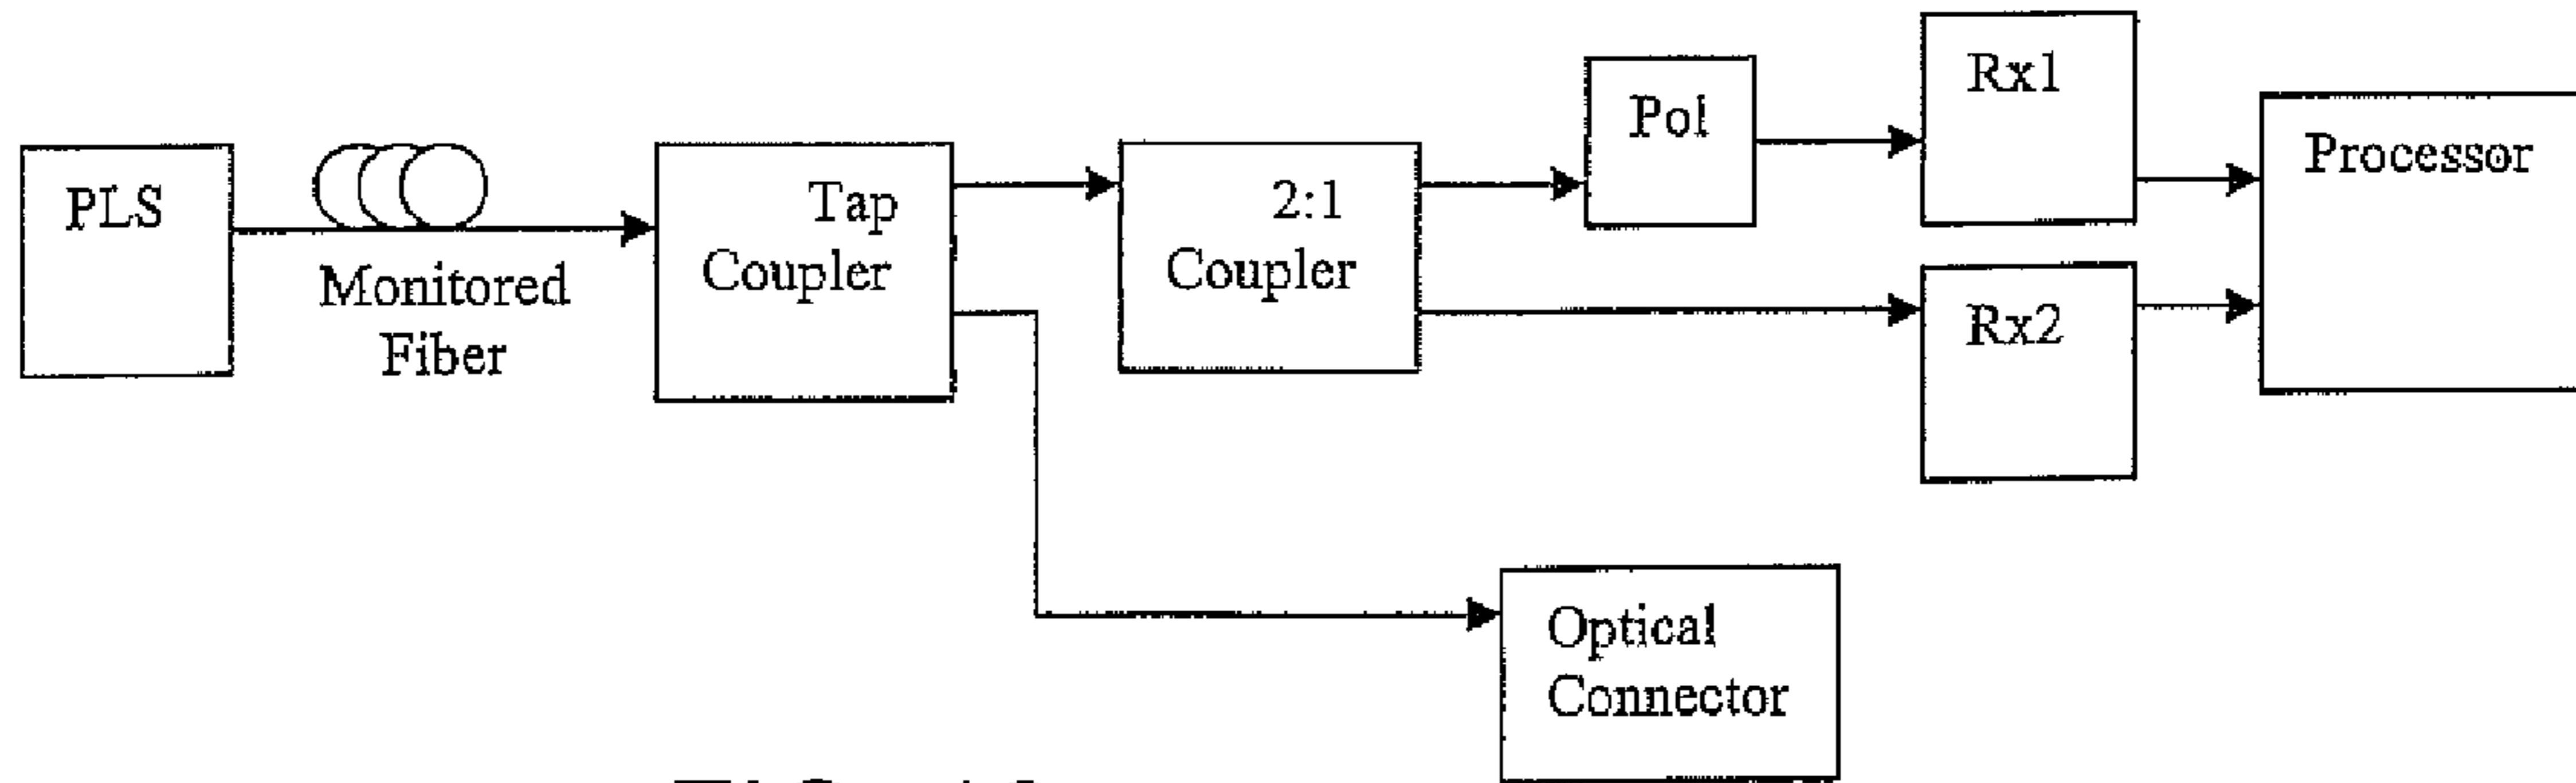 PLS
Monitored
Fiber
Tap
Coupler
2:1
Coupler
Pol
Rx1
Rx2
Processor
Optical
Connector